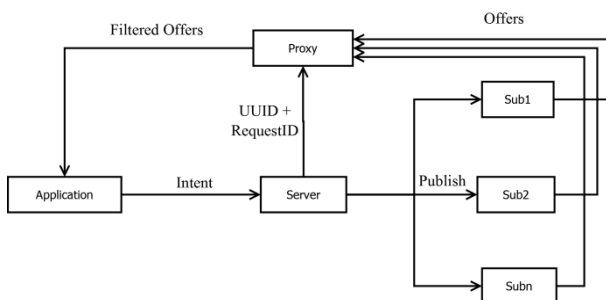 Filtered Offers
Offers
Proxy
UUID +
RequestID
Sub1
Application
Intent
Server
Publish
Sub2
Subn